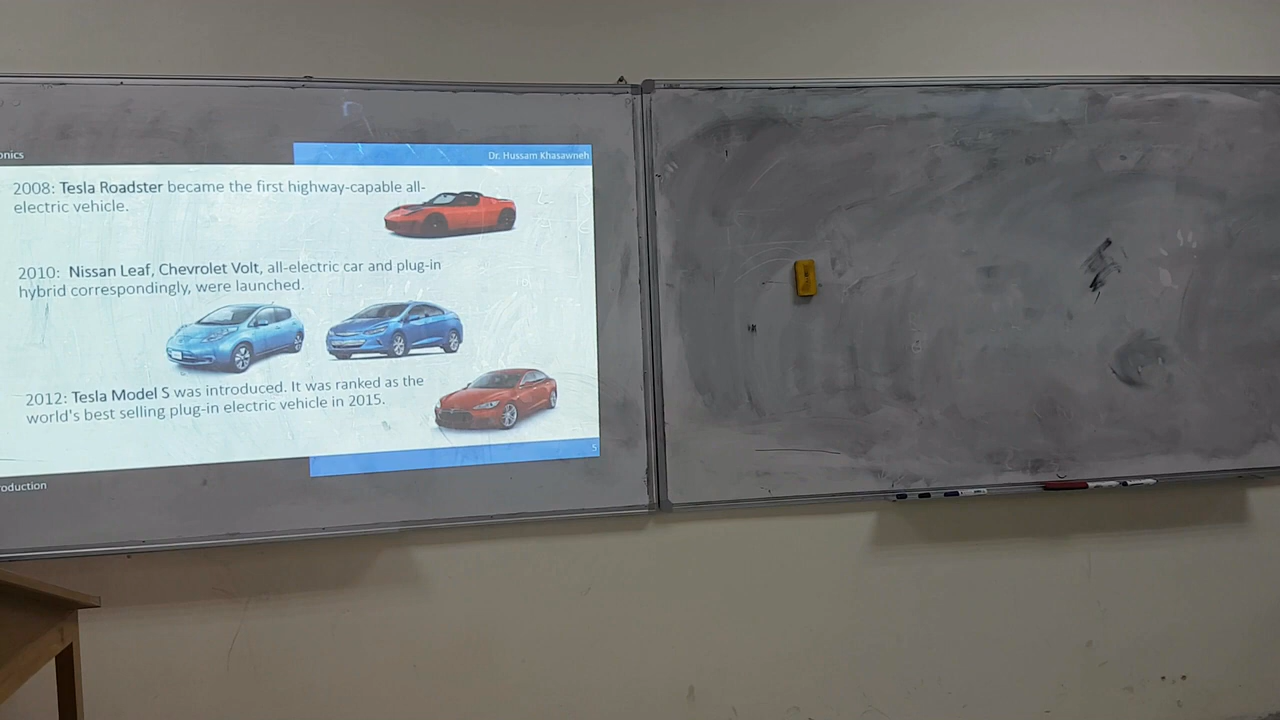 onics
Dr. Hussam Khasawneh
2008: Tesla Roadster became the first highway-capable all-
electric vehicle.
2010: Nissan Leaf, Chevrolet Volt, all-electric car and plug-in
hybrid correspondingly, were launched.
2012: Tesla Model S was introduced. It was ranked as the
world's best selling plug-in electric vehicle in 2015.
5
roduction